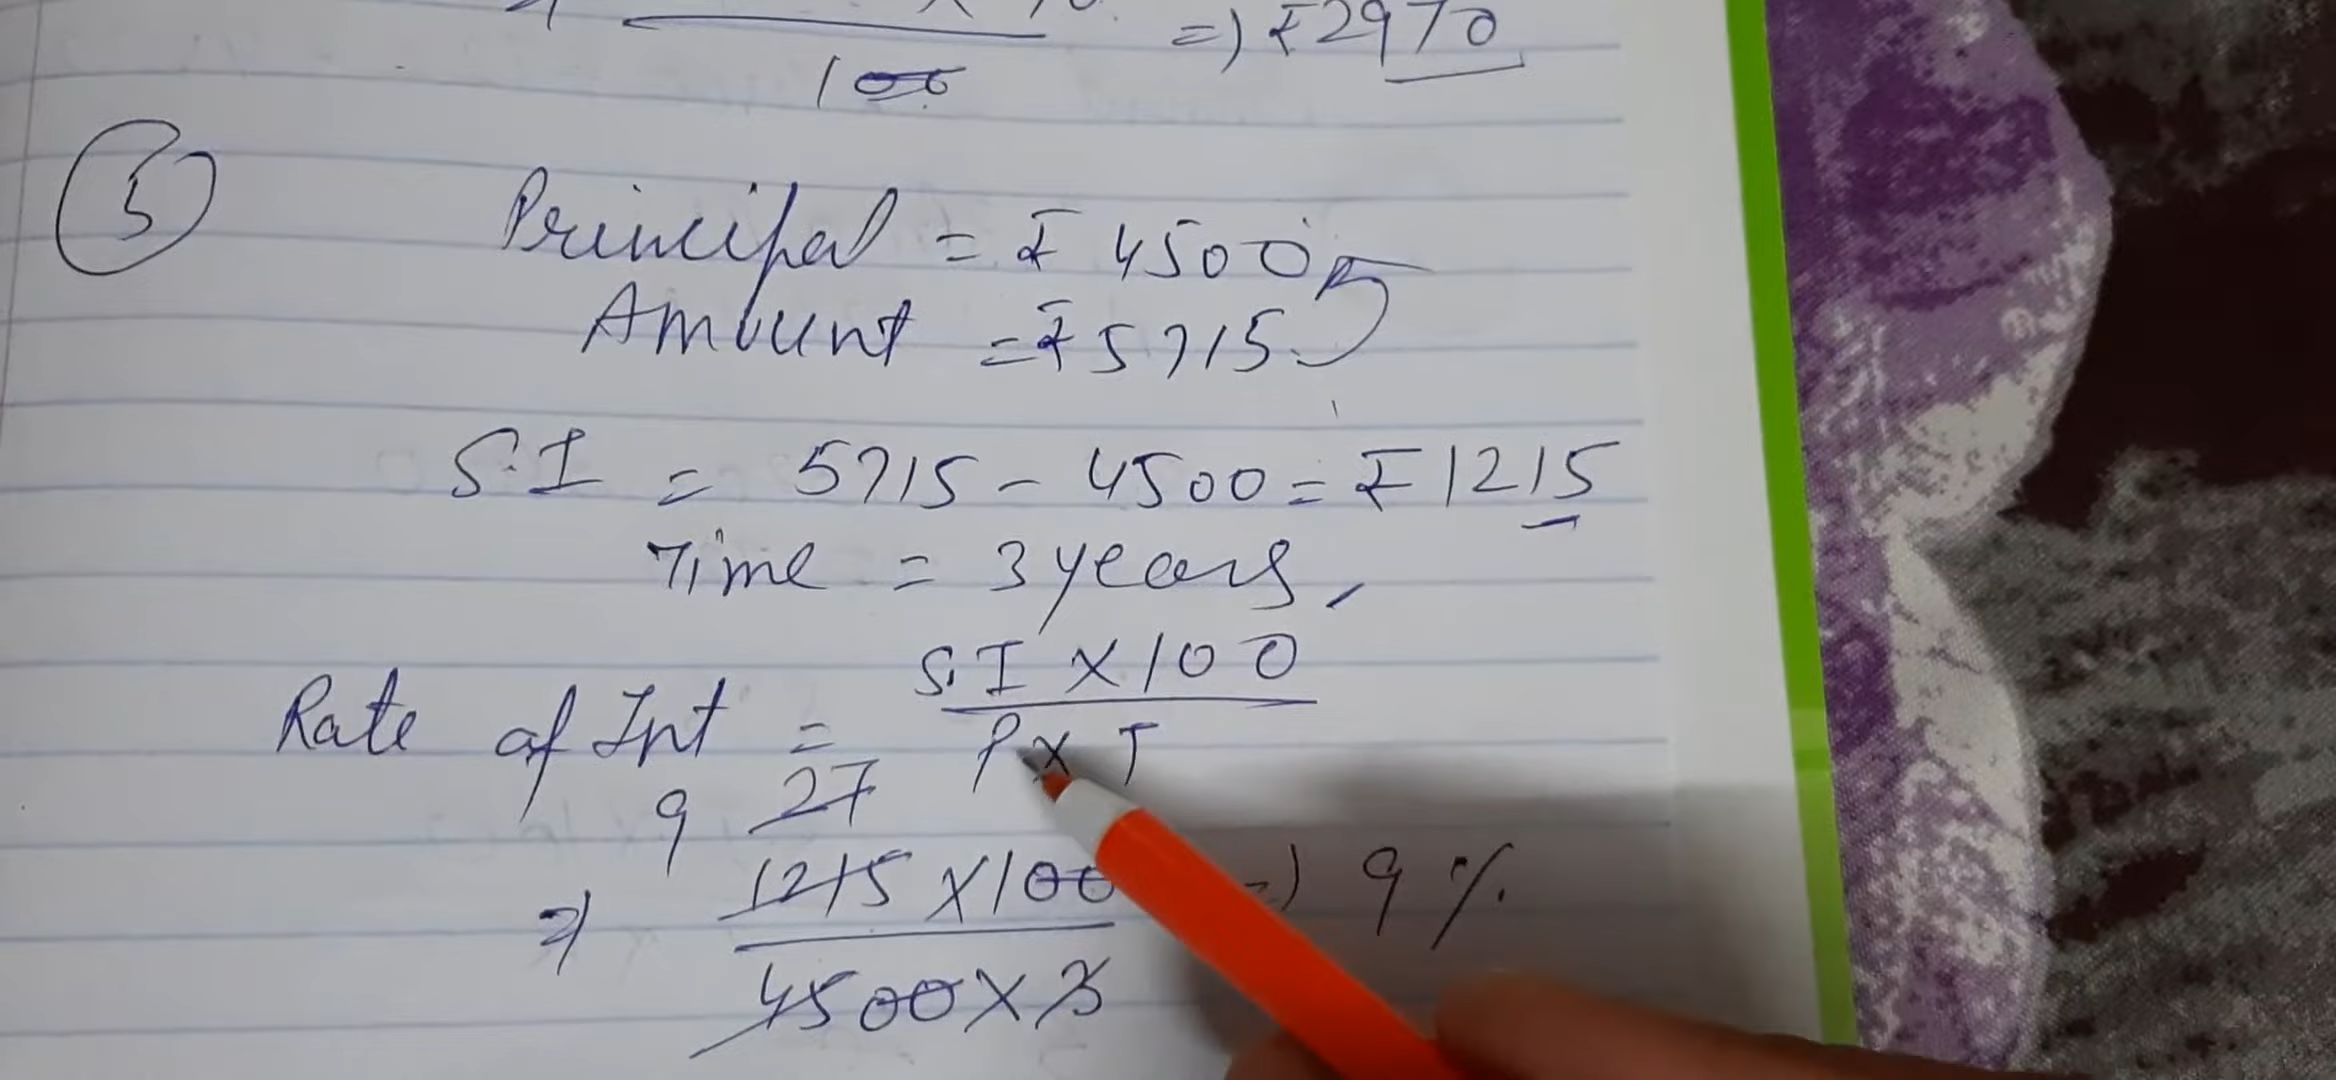 100 => ₹2970
5
Principal = ₹ 4500
Amount = ₹5715
S.I = 5715 - 4500 = ₹1215
Time = 3 years,
Rate of Int = S.I X 100 / P X T
9 27
=> 1215 X 100 / 4500 X 3 => 9 %